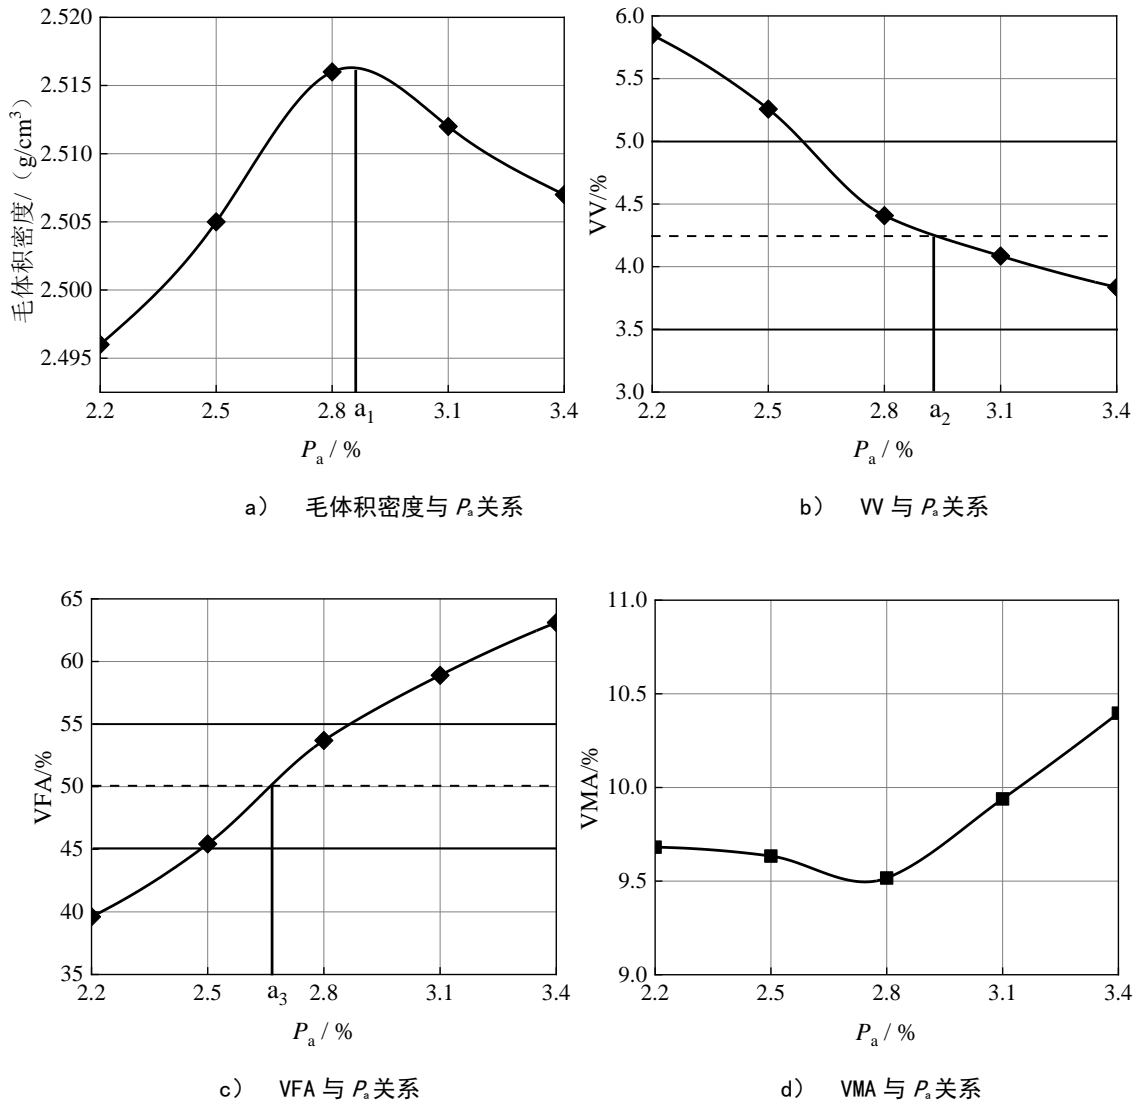 2.520
2.515
2.510
2.505
2.500
2.495
毛体积密度/（g/cm³）
2.2 2.5 2.8 a₁ 3.1 3.4
Pₐ / %
a） 毛体积密度与 Pₐ关系
6.0
5.5
5.0
4.5
4.0
3.5
3.0
VV/%
2.2 2.5 2.8 a₂ 3.1 3.4
Pₐ / %
b） VV 与 Pₐ关系
65
60
55
50
45
40
35
VFA/%
2.2 2.5 a₃ 2.8 3.1 3.4
Pₐ / %
c） VFA 与 Pₐ关系
11.0
10.5
10.0
9.5
9.0
VMA/%
2.2 2.5 2.8 3.1 3.4
Pₐ / %
d） VMA 与 Pₐ关系